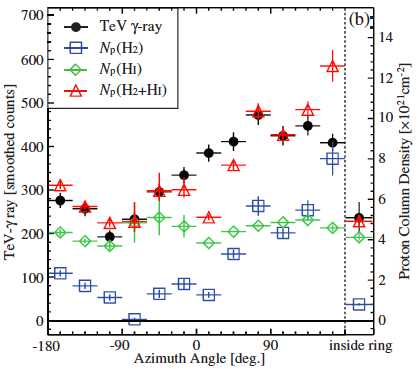 700
600
500
400
300
200
100
0
TeV-γ ray [smoothed counts]
TeV γ-ray
Np(H2)
Np(HI)
Np(H2+HI)
(b)
14
12
10
8
6
4
2
0
Proton Column Density [×10²¹cm⁻²]
-180 -90 0 90 inside ring
Azimuth Angle [deg.]